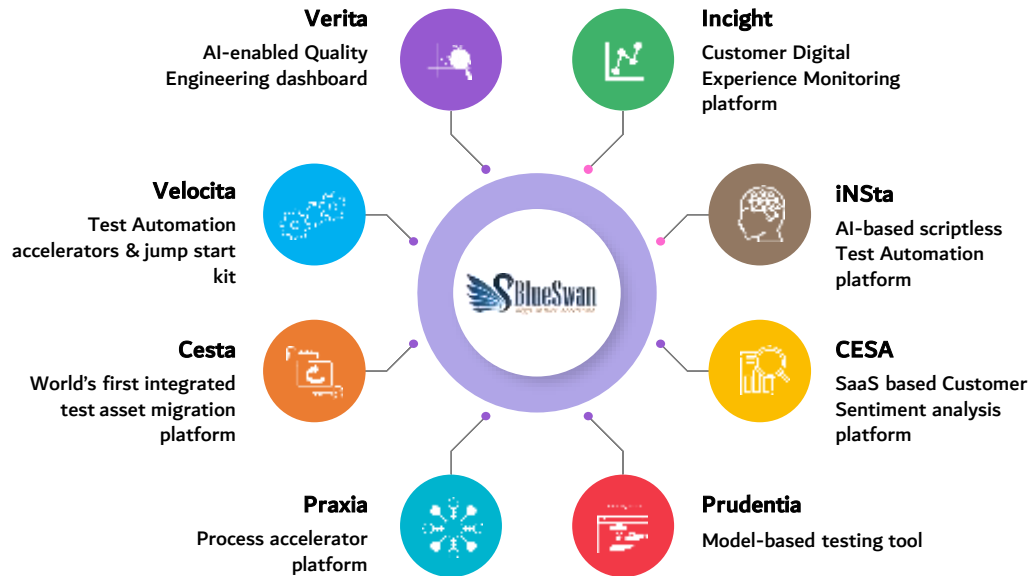 Verita
AI-enabled Quality
Engineering dashboard
Incight
Customer Digital
Experience Monitoring
platform
Velocita
Test Automation
accelerators & jump start
kit
iNSta
AI-based scriptless
Test Automation
platform
BlueSwan
Cesta
World’s first integrated
test asset migration
platform
CESA
SaaS based Customer
Sentiment analysis
platform
Praxia
Process accelerator
platform
Prudentia
Model-based testing tool